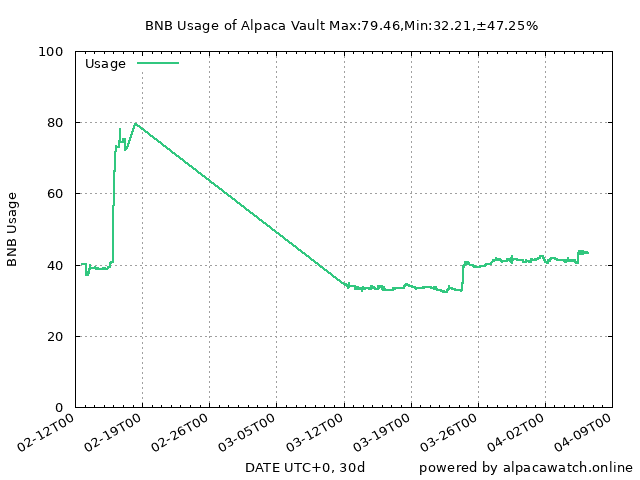 BNB Usage of Alpaca Vault Max:79.46,Min:32.21,±47.25%
Usage
BNB Usage
100
80
60
40
20
0
02-12T00
02-19T00
02-26T00
03-05T00
03-12T00
03-19T00
03-26T00
04-02T00
04-09T00
DATE UTC+0, 30d
powered by alpacawatch.online